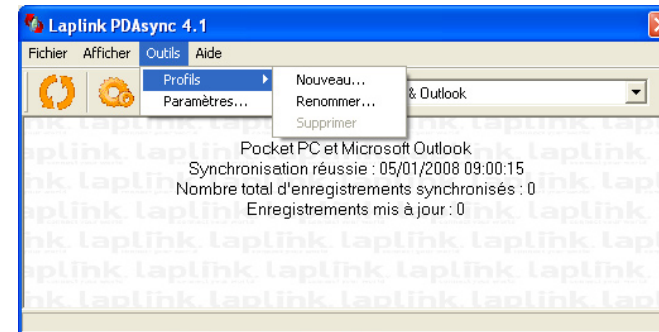 Laplink PDAsync 4.1
Fichier Afficher Outils Aide
Profils
Paramètres...
Nouveau...
Renommer...
Supprimer
& Outlook
Pocket PC et Microsoft Outlook
Synchronisation réussie : 05/01/2008 09:00:15
Nombre total d'enregistrements synchronisés : 0
Enregistrements mis à jour : 0